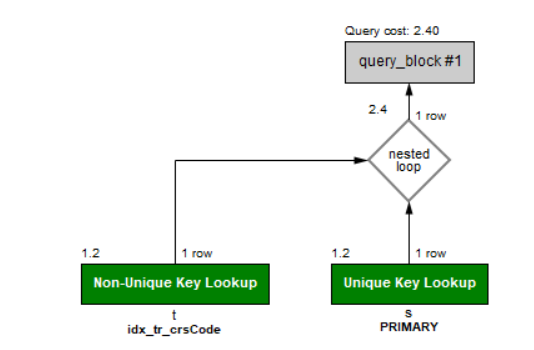 Query cost: 2.40
query_block #1
2.4
1 row
nested
loop
1.2
1 row
1.2
1 row
Non-Unique Key Lookup
Unique Key Lookup
t
s
idx_tr_crsCode
PRIMARY